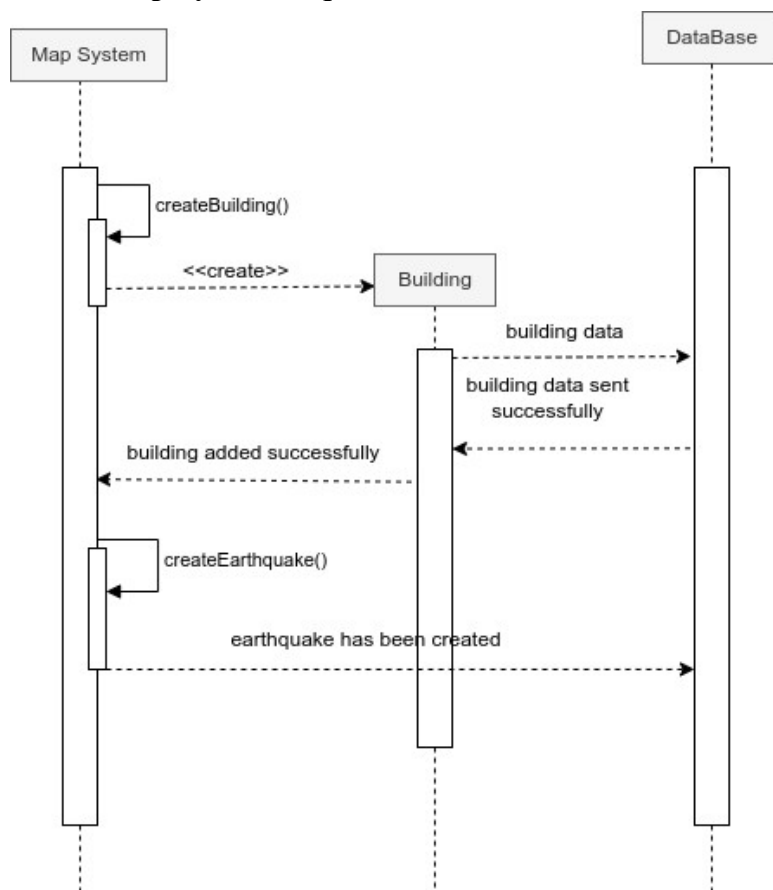 Map System
DataBase
createBuilding()
<<create>>
Building
building data
building data sent
successfully
building added successfully
createEarthquake()
earthquake has been created